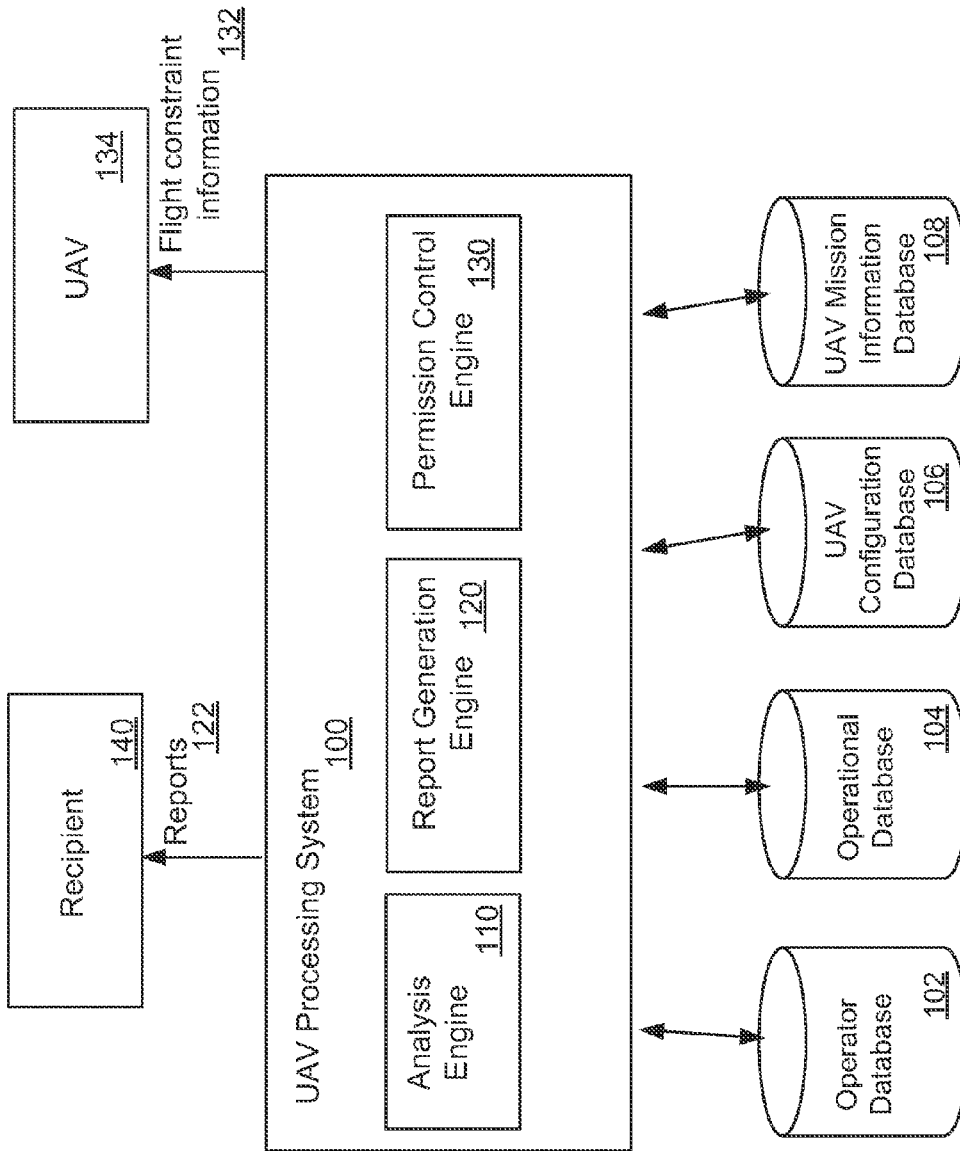 Recipient
140
Reports
122
UAV
134
Flight constraint
information
132
UAV Processing System
100
Analysis
Engine
110
Report Generation
Engine
120
Permission Control
Engine
130
Operator
Database
102
Operational
Database
104
UAV
Configuration
Database
106
UAV Mission
Information
Database
108